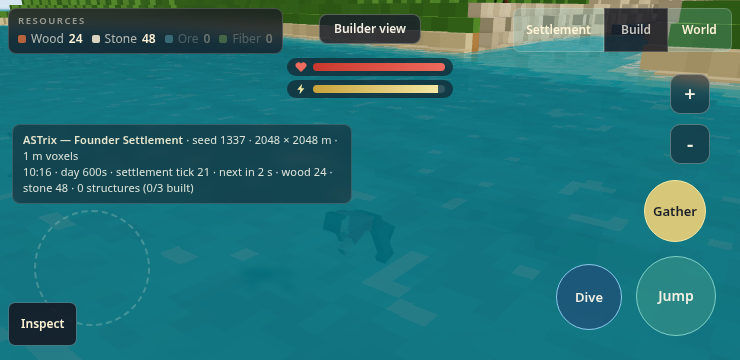 RESOURCES
Wood 24 Stone 48 Ore 0 Fiber 0
Builder view
Settlement Build World
+
-
ASTrix — Founder Settlement · seed 1337 · 2048 × 2048 m ·
1 m voxels
10:16 · day 600s · settlement tick 21 · next in 2 s · wood 24 ·
stone 48 · 0 structures (0/3 built)
Gather
Dive
Jump
Inspect